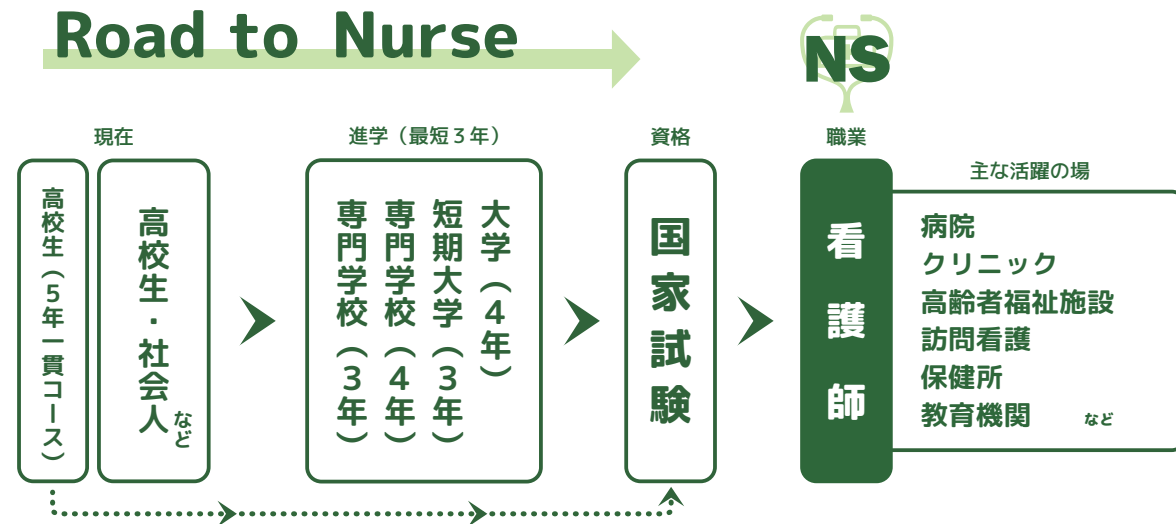 Road to Nurse
NS
現在
高校生（5年一貫コース）
高校生・社会人
など
進学（最短３年）
大学（4年）
短期大学（3年）
専門学校（4年）
専門学校（3年）
資格
国家試験
職業
看護師
主な活躍の場
病院
クリニック
高齢者福祉施設
訪問看護
保健所
教育機関
など